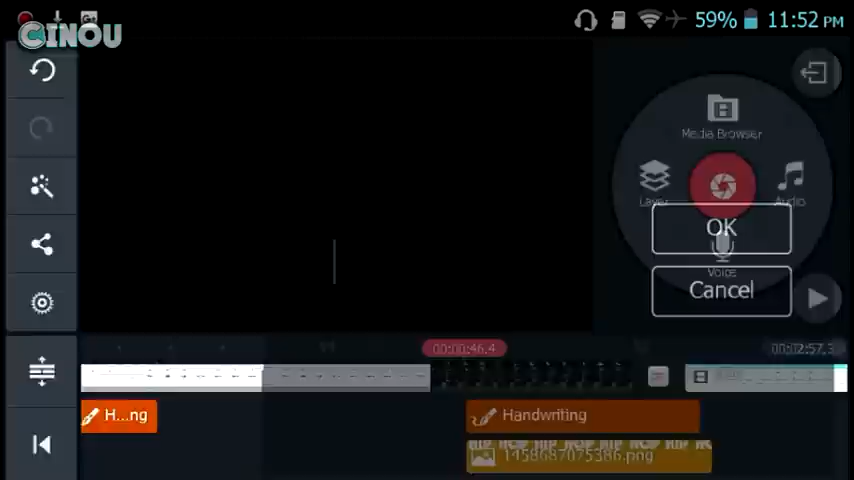 CINOU
59%
11:52 PM
Media Browser
Layer
Audio
OK
Voice
Cancel
00:00:46.4
00:02:57.3
H...ng
Handwriting
1458687075386.png